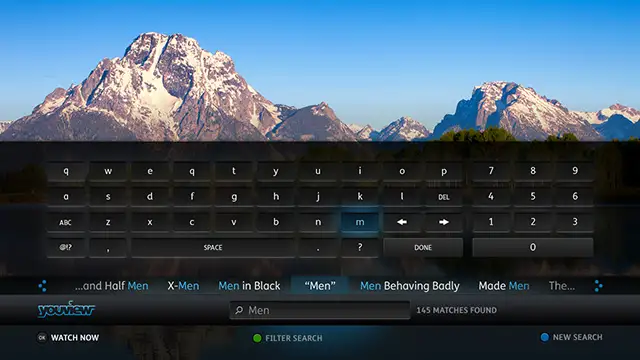 q w e r t y u i o p 7 8 9
a s d f g h j k l DEL 4 5 6
ABC z x c v b n m 1 2 3
@!? , SPACE . ? DONE 0
...and Half Men X-Men Men in Black “Men” Men Behaving Badly Made Men The...
youview Men 145 MATCHES FOUND
OK WATCH NOW FILTER SEARCH NEW SEARCH